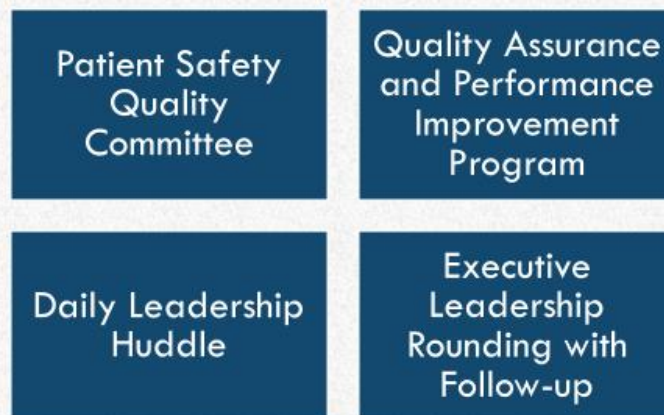 Patient Safety
Quality
Committee
Quality Assurance
and Performance
Improvement
Program
Daily Leadership
Huddle
Executive
Leadership
Rounding with
Follow-up